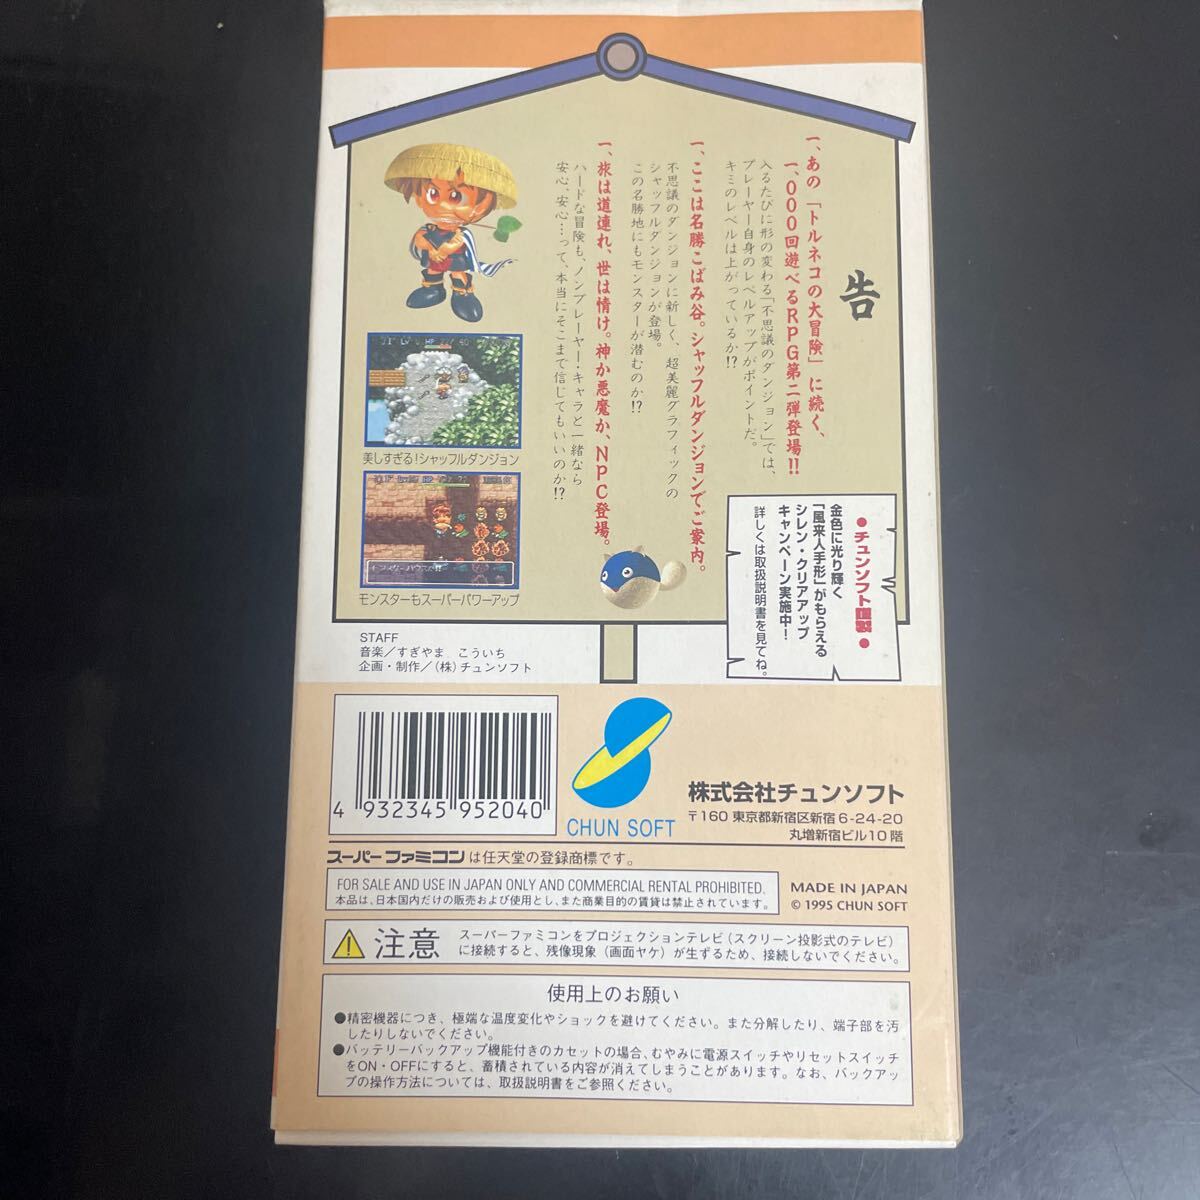 告
一、あの「トルネコの大冒険」に続く、
一、〇〇〇回遊べるRPG第二弾登場!!
入るたびに形の変わる「不思議のダンジョン」では、
プレーヤー自身のレベルアップがポイントだ。
キミのレベルは上がっているか!?
一、ここは名勝こばみ谷。シャッフルダンジョンでご案内。
不思議のダンジョンに新しく、超美麗グラフィックの
シャッフルダンジョンが登場。
この名勝地にもモンスターが潜むのか!?
一、旅は道連れ、世は情け。神か悪魔か、NPC登場。
ハードな冒険も、ノンプレーヤー・キャラと一緒なら
安心、安心…って、本当にそこまで信じてもいいのか!?
美しすぎる!シャッフルダンジョン
モンスターもスーパーパワーアップ
●チュンソフト謹製●
金色に光り輝く
「風来人手形」がもらえる
シレン・クリアアップ
キャンペーン実施中!
詳しくは取扱説明書を見てね。
STAFF
音楽/すぎやま こういち
企画・制作/(株)チュンソフト
4 932345 952040
CHUN SOFT
株式会社チュンソフト
〒160 東京都新宿区新宿6-24-20
丸増新宿ビル10階
スーパーファミコンは任天堂の登録商標です。
FOR SALE AND USE IN JAPAN ONLY AND COMMERCIAL RENTAL PROHIBITED.
本品は、日本国内だけの販売および使用とし、また商業目的の賃貸は禁止されています。
MADE IN JAPAN
© 1995 CHUN SOFT
注意
スーパーファミコンをプロジェクションテレビ(スクリーン投影式のテレビ)
に接続すると、残像現象(画面ヤケ)が生ずるため、接続しないでください。
使用上のお願い
●精密機器につき、極端な温度変化やショックを避けてください。また分解したり、端子部を汚
したりしないでください。
●バッテリーバックアップ機能付きのカセットの場合、むやみに電源スイッチやリセットスイッチ
をON・OFFにすると、蓄積されている内容が消えてしまうことがあります。なお、バックアッ
プの操作方法については、取扱説明書をご参照ください。